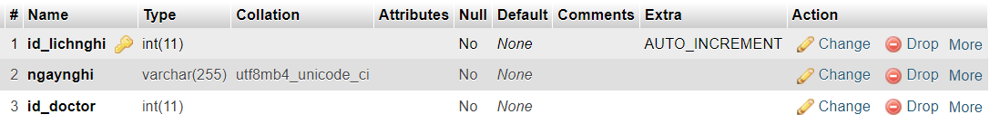 # Name Type Collation Attributes Null Default Comments Extra Action
1 id_lichnghi int(11) No None AUTO_INCREMENT Change Drop More
2 ngaynghi varchar(255) utf8mb4_unicode_ci No None Change Drop More
3 id_doctor int(11) No None Change Drop More